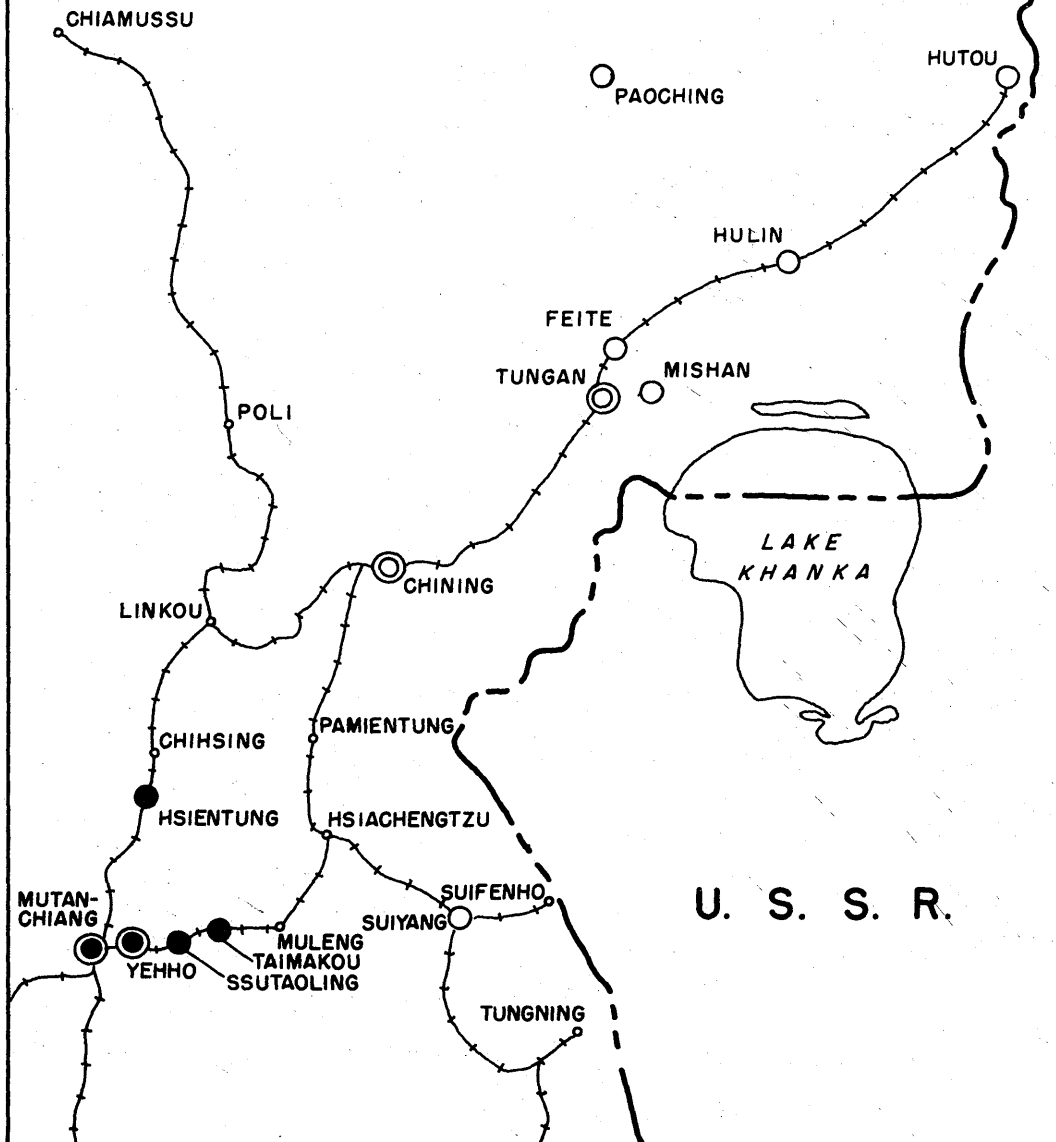 CHIAMUSSU
HUTOU
PAOCHING
HULIN
FEITE
TUNGAN
MISHAN
POLI
LAKE
KHANKA
CHINING
LINKOU
PAMIENTUNG
CHIHSING
HSIENTUNG
HSIACHENGTZU
SUIFENHO
MUTAN-
CHIANG
SUIYANG
U. S. S. R.
MULENG
TAIMAKOU
YEHHO
SSUTAOLING
TUNGNING